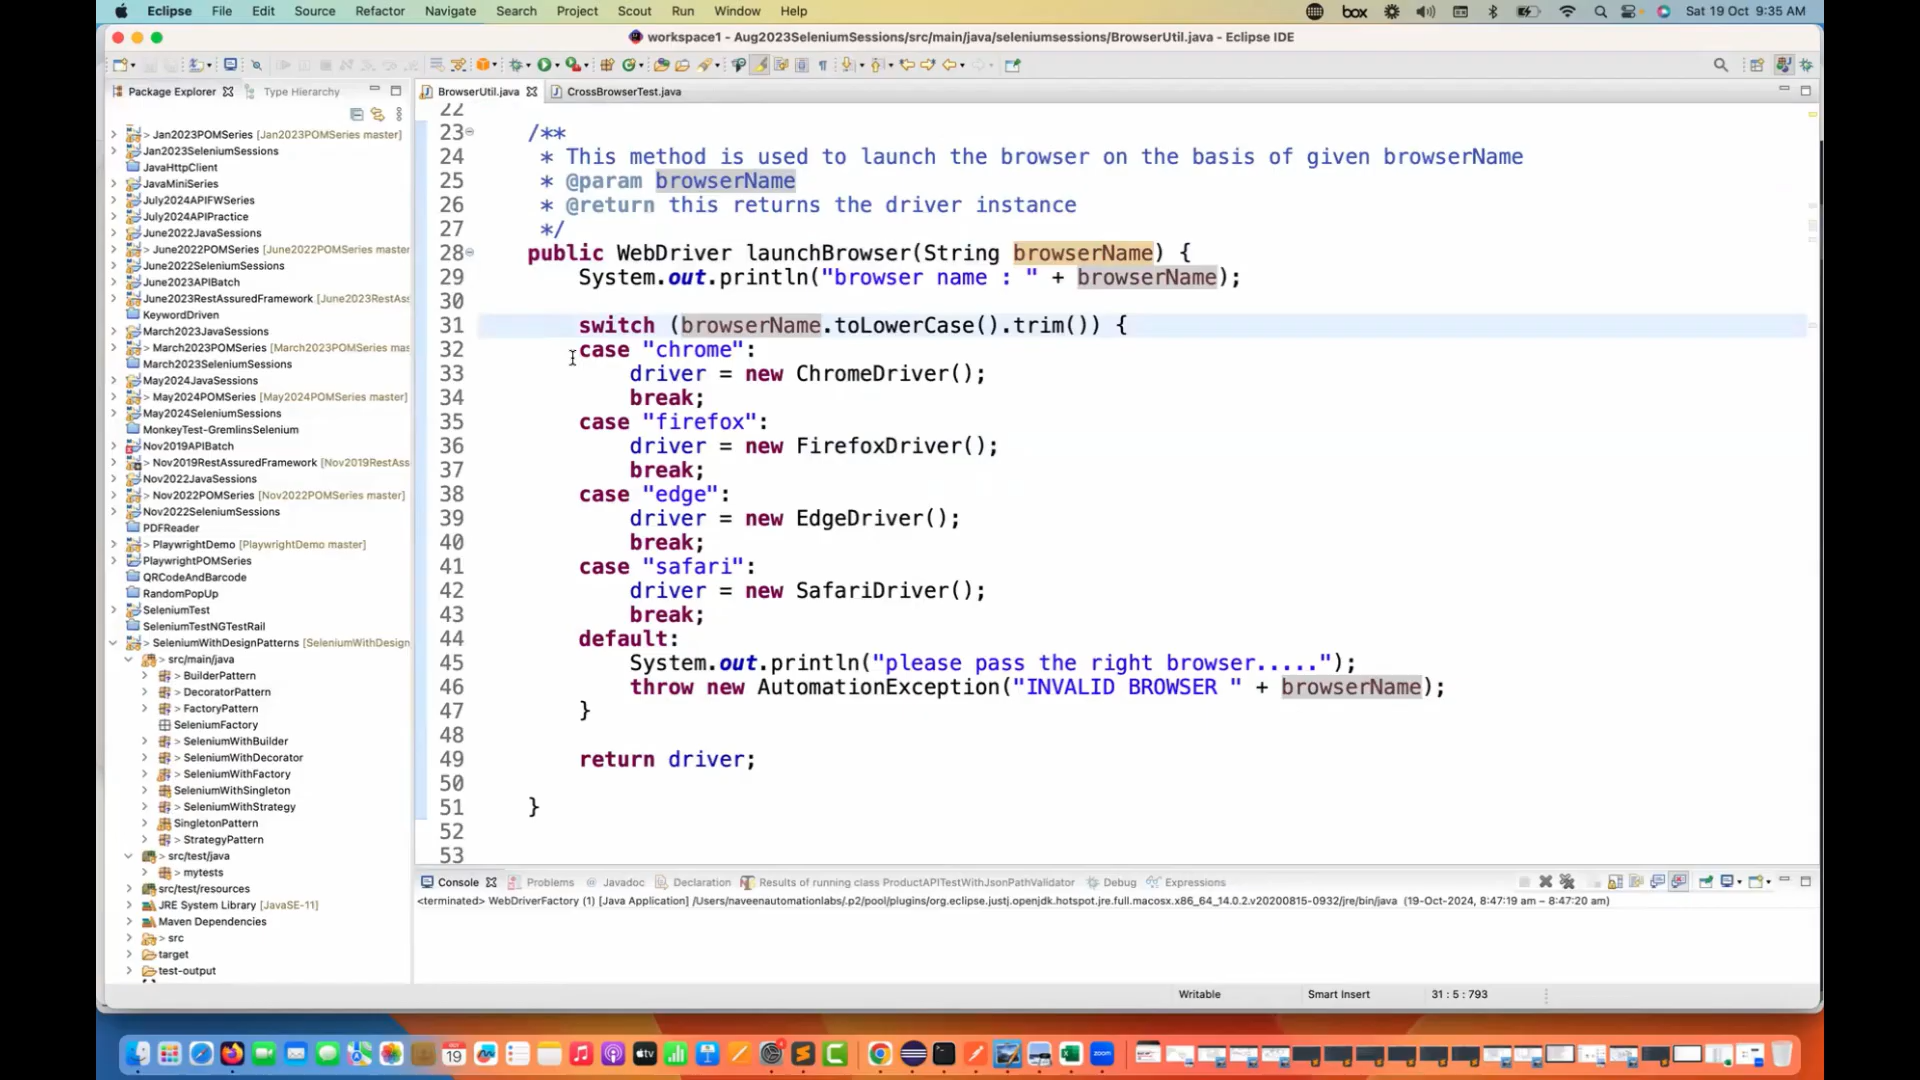 Eclipse File Edit Source Refactor Navigate Search Project Scout Run Window Help box Sat 19 Oct 9:35 AM
workspace1 - Aug2023SeleniumSessions/src/main/java/seleniumsessions/BrowserUtil.java - Eclipse IDE
Package Explorer Type Hierarchy
> Jan2023POMSeries [Jan2023POMSeries master]
Jan2023SeleniumSessions
JavaHttpClient
JavaMiniSeries
July2024APIFWSeries
July2024APIPractice
June2022JavaSessions
> June2022POMSeries [June2022POMSeries master
June2022SeleniumSessions
June2023APIBatch
June2023RestAssuredFramework [June2023RestAss
KeywordDriven
March2023JavaSessions
> March2023POMSeries [March2023POMSeries mas
March2023SeleniumSessions
May2024JavaSessions
> May2024POMSeries [May2024POMSeries master]
May2024SeleniumSessions
MonkeyTest-GremlinsSelenium
Nov2019APIBatch
> Nov2019RestAssuredFramework [Nov2019RestAss
Nov2022JavaSessions
> Nov2022POMSeries [Nov2022POMSeries master]
Nov2022SeleniumSessions
PDFReader
> PlaywrightDemo [PlaywrightDemo master]
PlaywrightPOMSeries
QRCodeAndBarcode
RandomPopUp
SeleniumTest
SeleniumTestNGTestRail
> SeleniumWithDesignPatterns [SeleniumWithDesign
> src/main/java
> BuilderPattern
> DecoratorPattern
> FactoryPattern
SeleniumFactory
> SeleniumWithBuilder
> SeleniumWithDecorator
> SeleniumWithFactory
SeleniumWithSingleton
> SeleniumWithStrategy
SingletonPattern
> StrategyPattern
> src/test/java
> mytests
src/test/resources
JRE System Library [JavaSE-11]
Maven Dependencies
> src
target
test-output
BrowserUtil.java CrossBrowserTest.java
22
23 /**
24 * This method is used to launch the browser on the basis of given browserName
25 * @param browserName
26 * @return this returns the driver instance
27 */
28 public WebDriver launchBrowser(String browserName) {
29 System.out.println("browser name : " + browserName);
30
31 switch (browserName.toLowerCase().trim()) {
32 case "chrome":
33 driver = new ChromeDriver();
34 break;
35 case "firefox":
36 driver = new FirefoxDriver();
37 break;
38 case "edge":
39 driver = new EdgeDriver();
40 break;
41 case "safari":
42 driver = new SafariDriver();
43 break;
44 default:
45 System.out.println("please pass the right browser.....");
46 throw new AutomationException("INVALID BROWSER " + browserName);
47 }
48
49 return driver;
50
51 }
52
53
Console Problems @ Javadoc Declaration Results of running class ProductAPITestWithJsonPathValidator Debug Expressions
<terminated> WebDriverFactory (1) [Java Application] /Users/naveenautomationlabs/.p2/pool/plugins/org.eclipse.justj.openjdk.hotspot.jre.full.macosx.x86_64_14.0.2.v20200815-0932/jre/bin/java (19-Oct-2024, 8:47:19 am – 8:47:20 am)
Writable Smart Insert 31 : 5 : 793
OCT 19 tv zoom